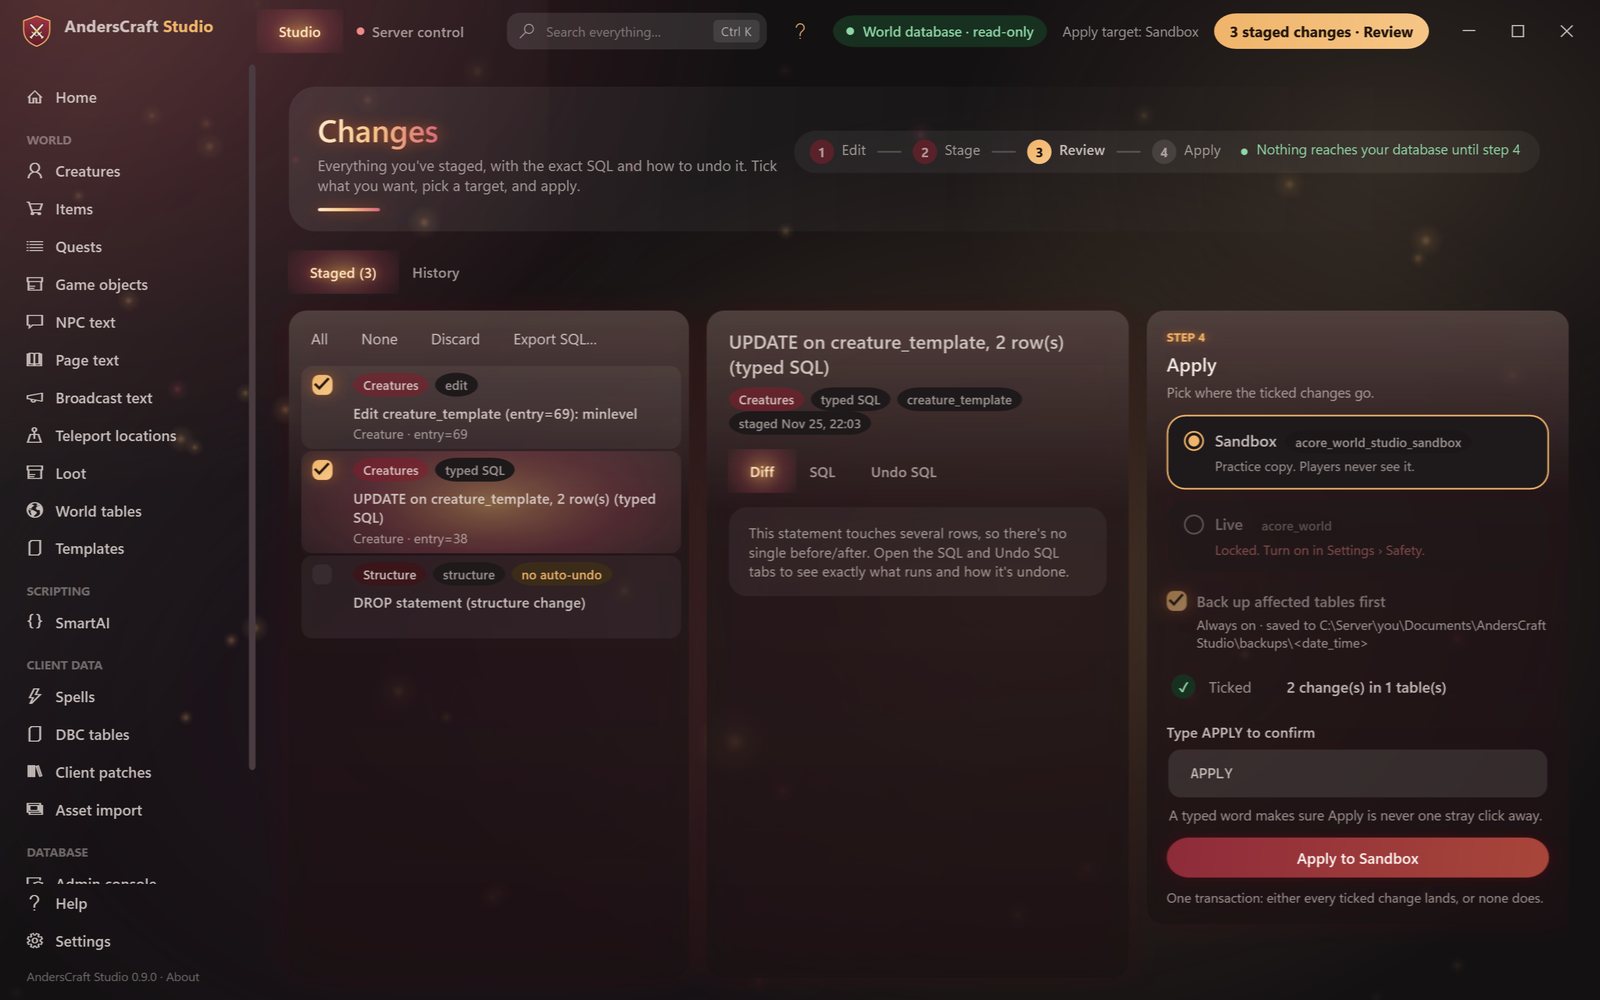 AndersCraft Studio
Studio
Server control
Search everything...
Ctrl K
?
World database · read-only
Apply target: Sandbox
3 staged changes · Review
Home
WORLD
Creatures
Items
Quests
Game objects
NPC text
Page text
Broadcast text
Teleport locations
Loot
World tables
Templates
SCRIPTING
SmartAI
CLIENT DATA
Spells
DBC tables
Client patches
Asset import
DATABASE
Admin console
Help
Settings
AndersCraft Studio 0.9.0 · About
Changes
Everything you've staged, with the exact SQL and how to undo it. Tick
what you want, pick a target, and apply.
1 Edit
2 Stage
3 Review
4 Apply
Nothing reaches your database until step 4
Staged (3)
History
All
None
Discard
Export SQL...
Creatures edit
Edit creature_template (entry=69): minlevel
Creature · entry=69
Creatures typed SQL
UPDATE on creature_template, 2 row(s) (typed
SQL)
Creature · entry=38
Structure structure no auto-undo
DROP statement (structure change)
UPDATE on creature_template, 2 row(s)
(typed SQL)
Creatures typed SQL creature_template
staged Nov 25, 22:03
Diff
SQL
Undo SQL
This statement touches several rows, so there's no
single before/after. Open the SQL and Undo SQL
tabs to see exactly what runs and how it's undone.
STEP 4
Apply
Pick where the ticked changes go.
Sandbox acore_world_studio_sandbox
Practice copy. Players never see it.
Live acore_world
Locked. Turn on in Settings › Safety.
Back up affected tables first
Always on · saved to C:\Server\you\Documents\AndersCraft
Studio\backups\<date_time>
Ticked 2 change(s) in 1 table(s)
Type APPLY to confirm
APPLY
A typed word makes sure Apply is never one stray click away.
Apply to Sandbox
One transaction: either every ticked change lands, or none does.